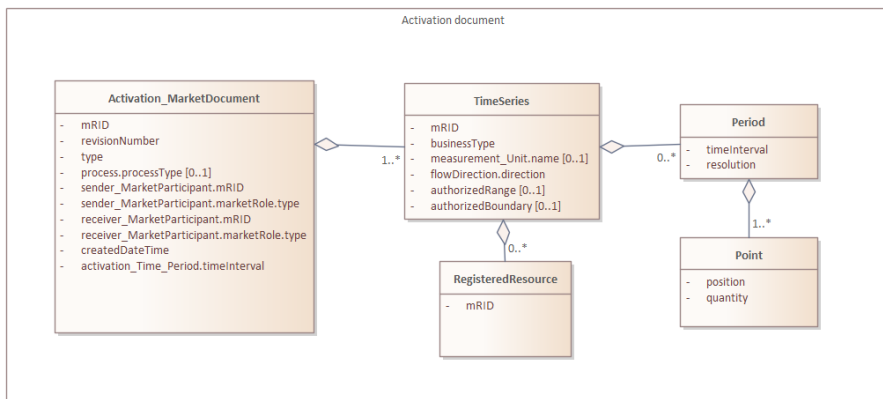 Activation document
Activation_MarketDocument
- mRID
- revisionNumber
- type
- process.processType [0..1]
- sender_MarketParticipant.mRID
- sender_MarketParticipant.marketRole.type
- receiver_MarketParticipant.mRID
- receiver_MarketParticipant.marketRole.type
- createdDateTime
- activation_Time_Period.timeInterval
1..*
TimeSeries
- mRID
- businessType
- measurement_Unit.name [0..1]
- flowDirection.direction
- authorizedRange [0..1]
- authorizedBoundary [0..1]
0..*
0..*
RegisteredResource
- mRID
Period
- timeInterval
- resolution
1..*
Point
- position
- quantity